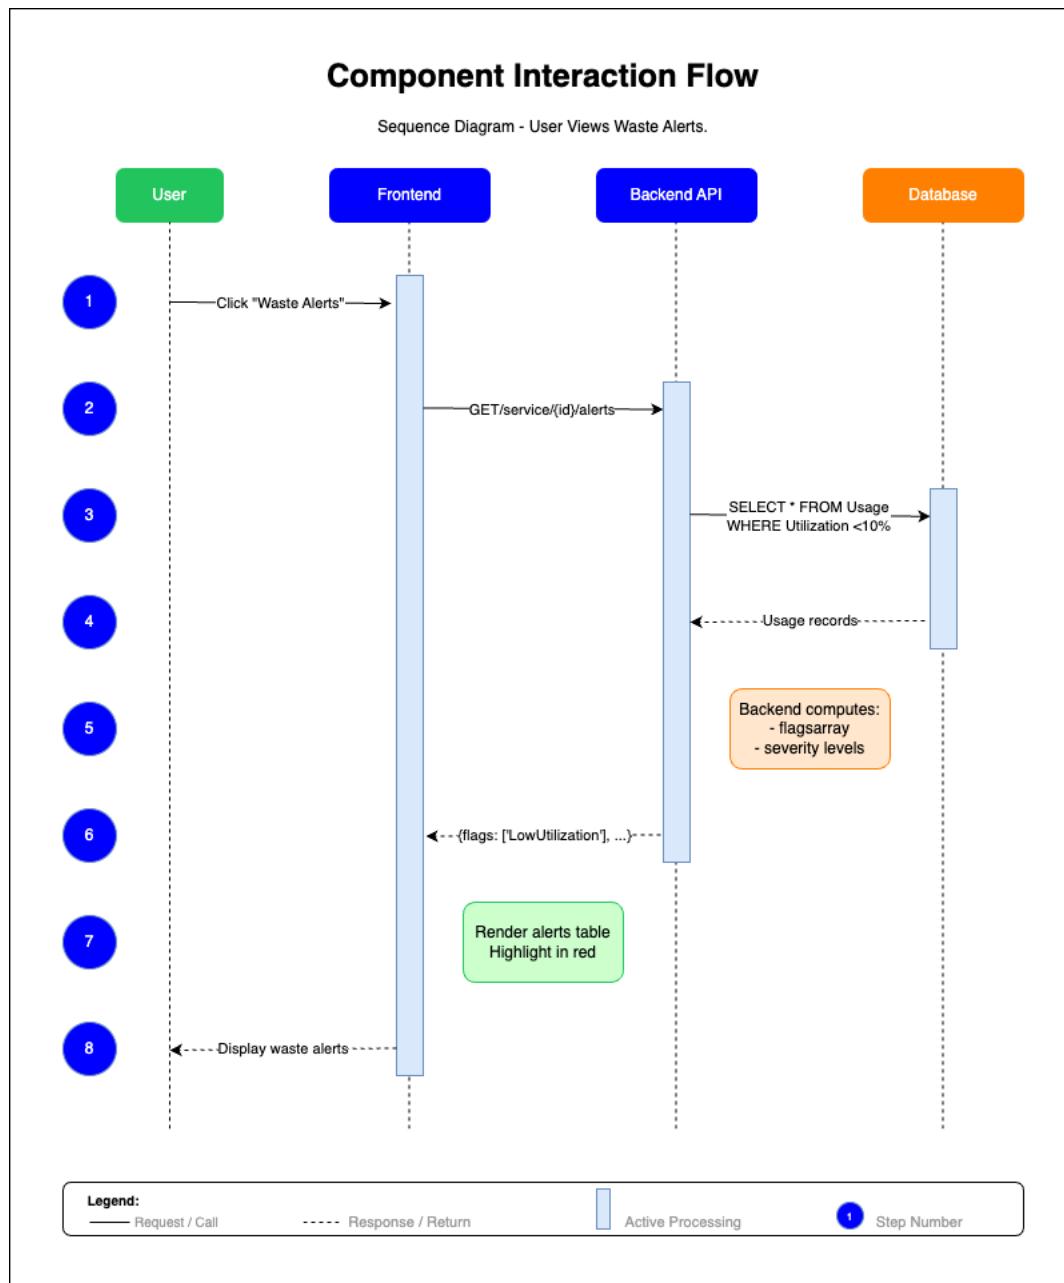 Component Interaction Flow
Sequence Diagram - User Views Waste Alerts.
User
Frontend
Backend API
Database
1
Click "Waste Alerts"
2
GET/service/{id}/alerts
3
SELECT * FROM Usage
WHERE Utilization <10%
4
Usage records
5
Backend computes:
- flagsarray
- severity levels
6
{flags: ['LowUtilization'], ...}
7
Render alerts table
Highlight in red
8
Display waste alerts
Legend:
Request / Call
Response / Return
Active Processing
1
Step Number